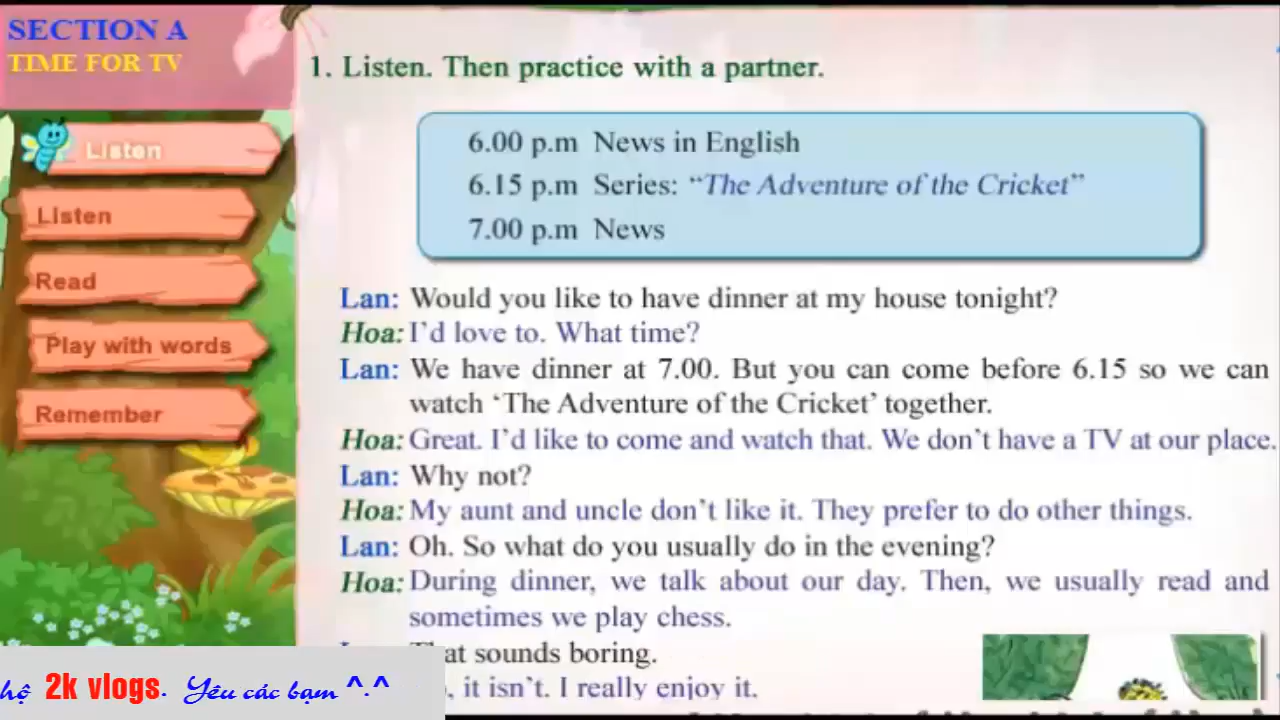 SECTION A
TIME FOR TV
Listen
Listen
Read
Play with words
Remember
1. Listen. Then practice with a partner.
6.00 p.m News in English
6.15 p.m Series: “The Adventure of the Cricket”
7.00 p.m News
Lan: Would you like to have dinner at my house tonight?
Hoa: I’d love to. What time?
Lan: We have dinner at 7.00. But you can come before 6.15 so we can
watch ‘The Adventure of the Cricket’ together.
Hoa: Great. I’d like to come and watch that. We don’t have a TV at our place.
Lan: Why not?
Hoa: My aunt and uncle don’t like it. They prefer to do other things.
Lan: Oh. So what do you usually do in the evening?
Hoa: During dinner, we talk about our day. Then, we usually read and
sometimes we play chess.
sounds boring.
, it isn’t. I really enjoy it.
hộ 2k vlogs. Yêu các bạm ^.^